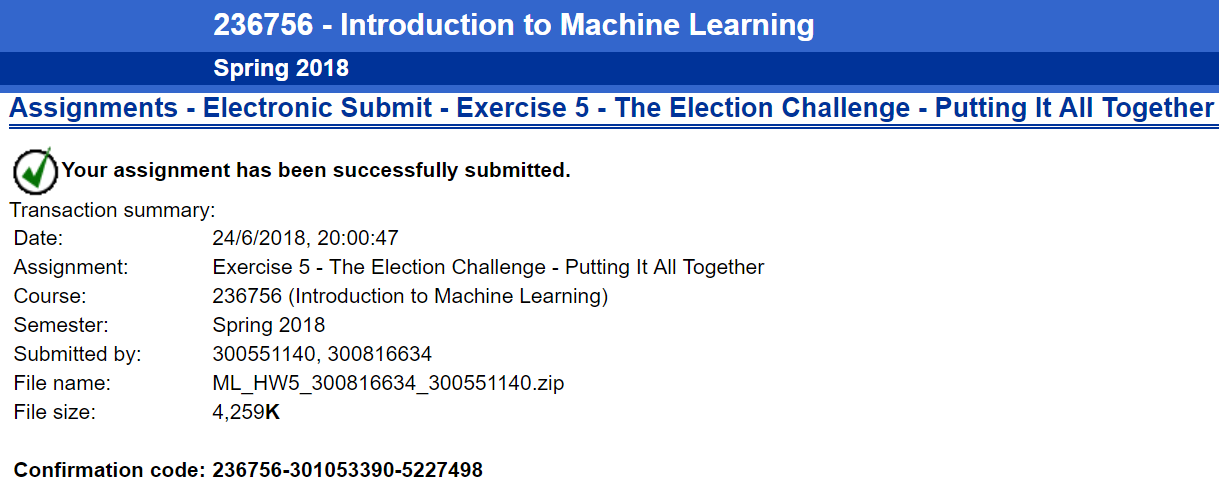 236756 - Introduction to Machine Learning
Spring 2018
Assignments - Electronic Submit - Exercise 5 - The Election Challenge - Putting It All Together
Your assignment has been successfully submitted.
Transaction summary:
Date: 24/6/2018, 20:00:47
Assignment: Exercise 5 - The Election Challenge - Putting It All Together
Course: 236756 (Introduction to Machine Learning)
Semester: Spring 2018
Submitted by: 300551140, 300816634
File name: ML_HW5_300816634_300551140.zip
File size: 4,259K
Confirmation code: 236756-301053390-5227498